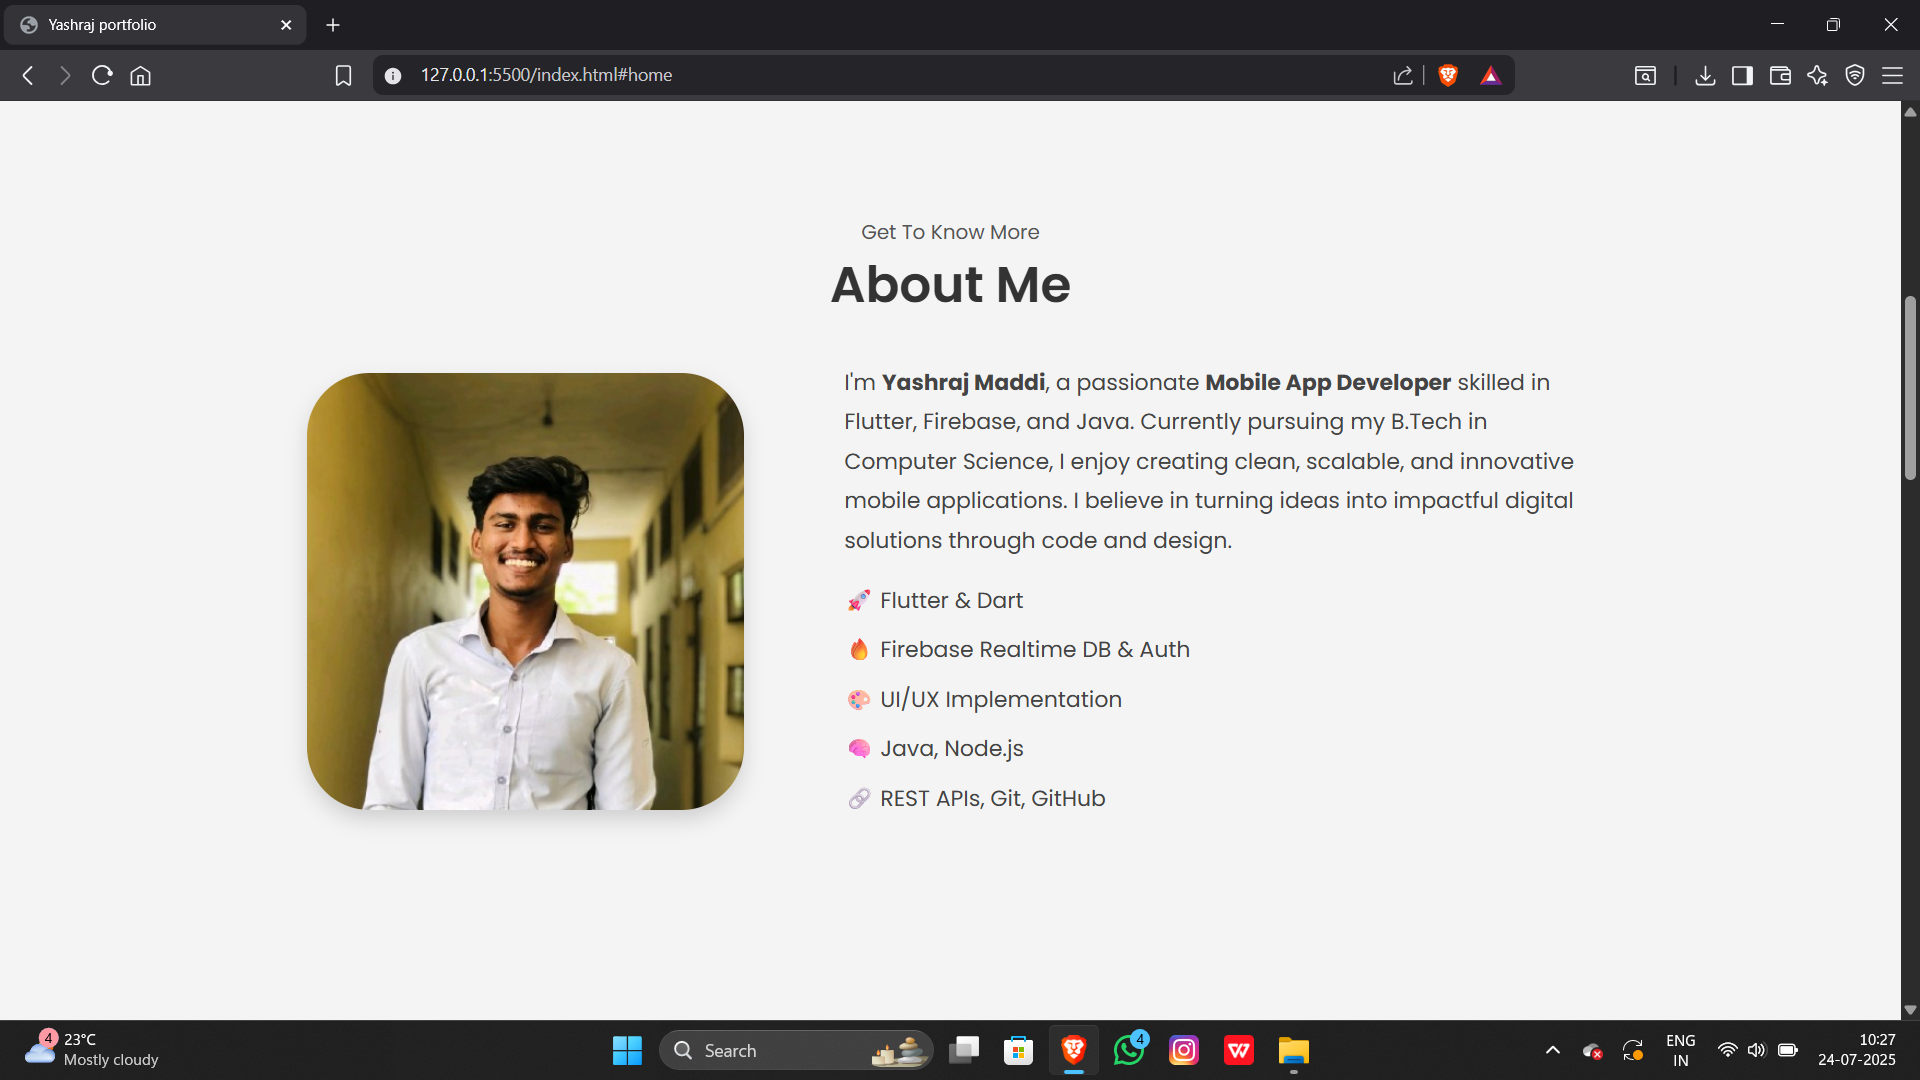 Yashraj portfolio
127.0.0.1:5500/index.html#home
Get To Know More
About Me
I'm Yashraj Maddi, a passionate Mobile App Developer skilled in
Flutter, Firebase, and Java. Currently pursuing my B.Tech in
Computer Science, I enjoy creating clean, scalable, and innovative
mobile applications. I believe in turning ideas into impactful digital
solutions through code and design.
🚀 Flutter & Dart
🔥 Firebase Realtime DB & Auth
🎨 UI/UX Implementation
🧠 Java, Node.js
🔗 REST APIs, Git, GitHub
4
23°C
Mostly cloudy
Search
4
W
ENG
IN
10:27
24-07-2025